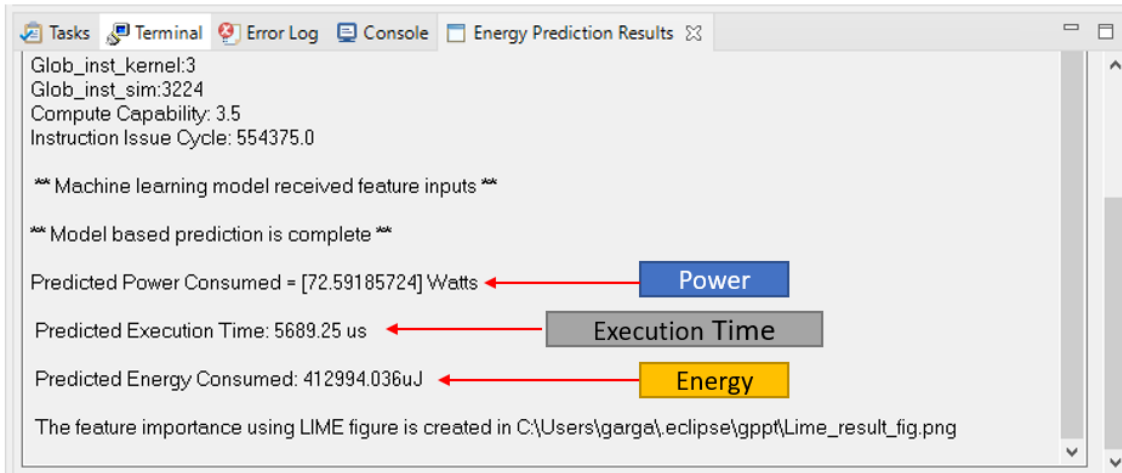 Tasks Terminal Error Log Console Energy Prediction Results
Glob_inst_kernel:3
Glob_inst_sim:3224
Compute Capability: 3.5
Instruction Issue Cycle: 554375.0
** Machine learning model received feature inputs **
** Model based prediction is complete **
Predicted Power Consumed = [72.59185724] Watts Power
Predicted Execution Time: 5689.25 us Execution Time
Predicted Energy Consumed: 412994.036uJ Energy
The feature importance using LIME figure is created in C:\Users\garga\.eclipse\gppt\Lime_result_fig.png